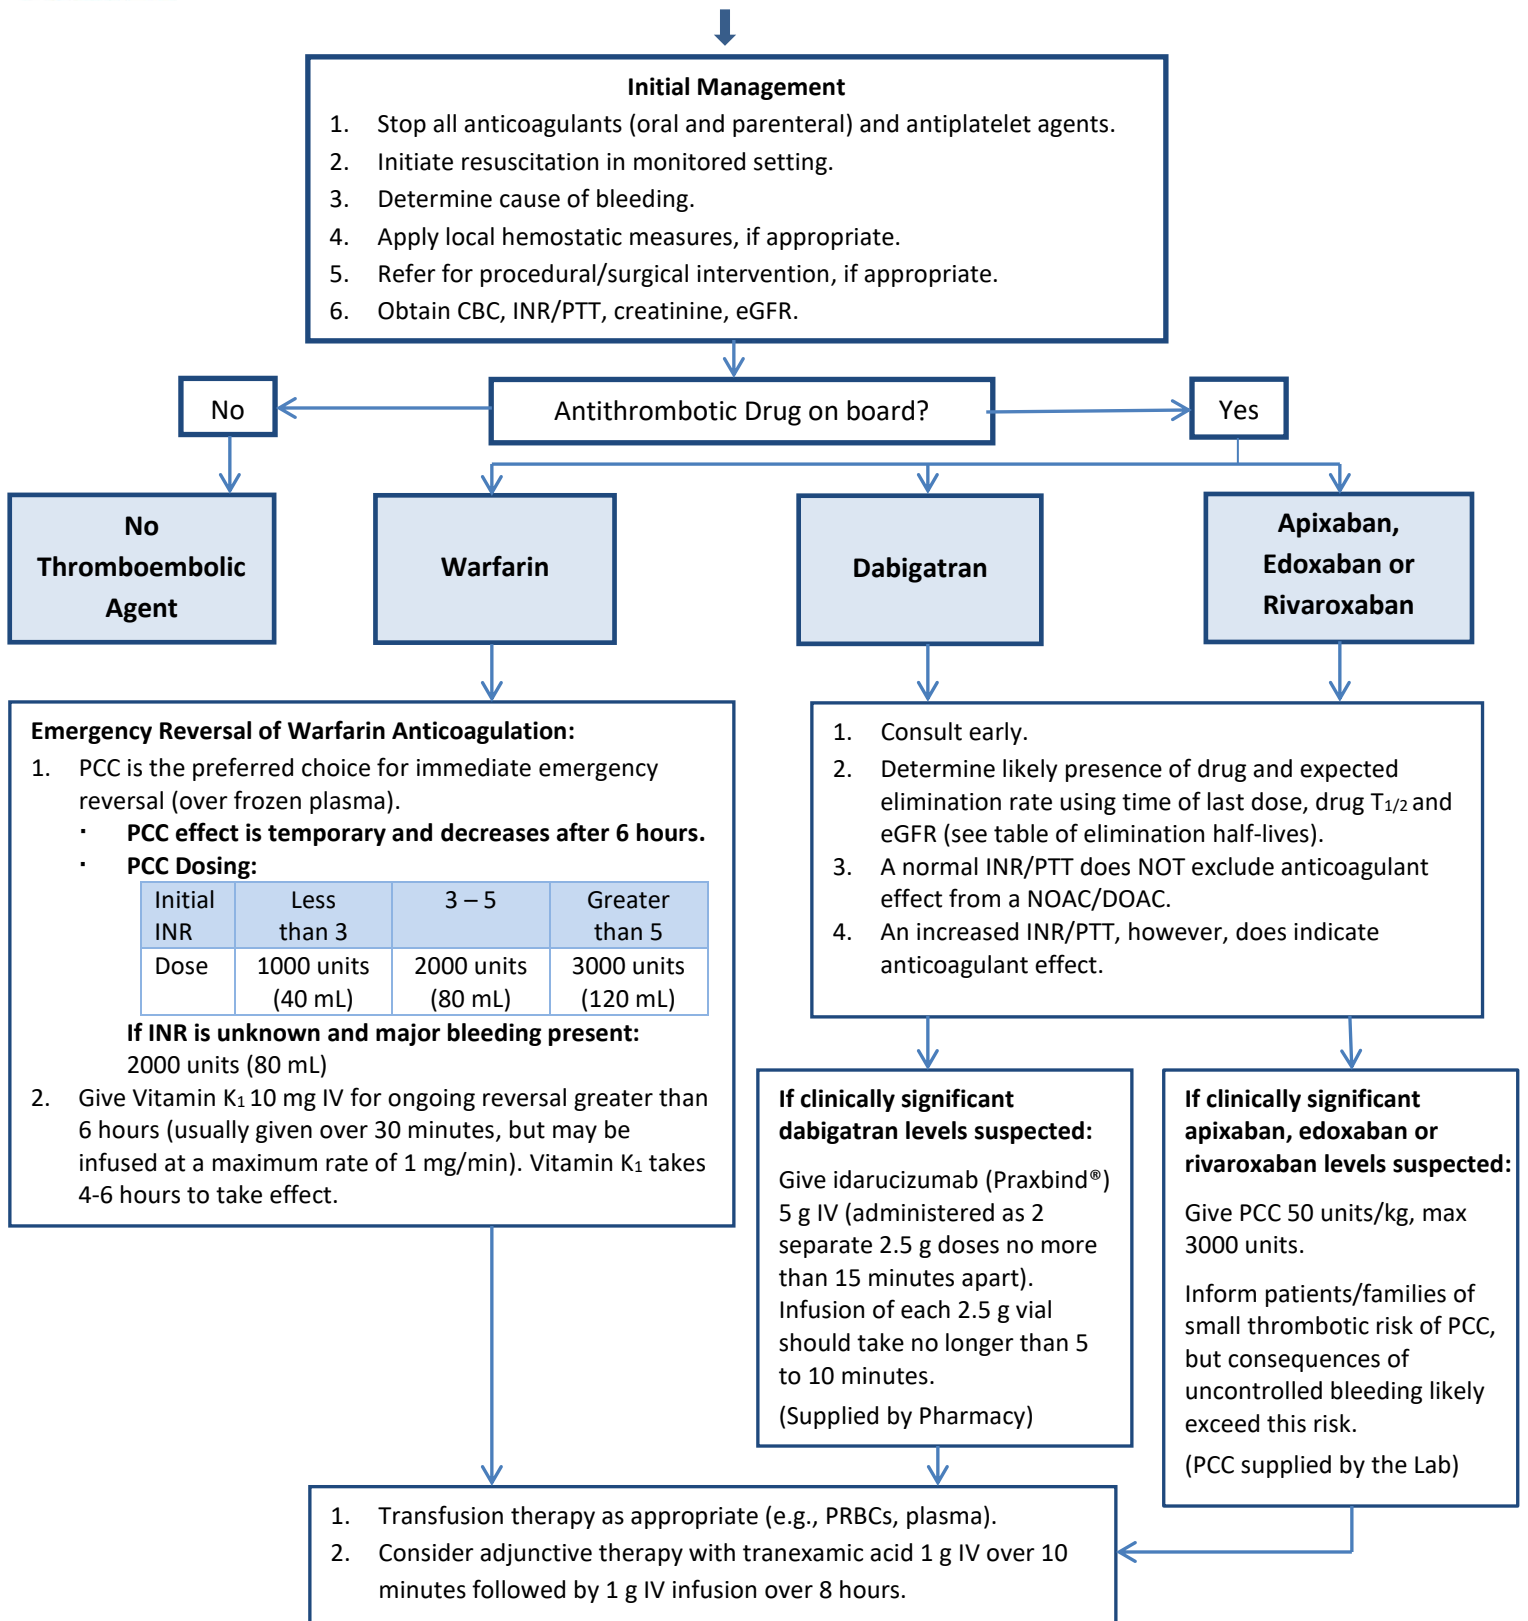 Initial Management
1. Stop all anticoagulants (oral and parenteral) and antiplatelet agents.
2. Initiate resuscitation in monitored setting.
3. Determine cause of bleeding.
4. Apply local hemostatic measures, if appropriate.
5. Refer for procedural/surgical intervention, if appropriate.
6. Obtain CBC, INR/PTT, creatinine, eGFR.
No
Antithrombotic Drug on board?
Yes
No
Thromboembolic
Agent
Warfarin
Dabigatran
Apixaban,
Edoxaban or
Rivaroxaban
Emergency Reversal of Warfarin Anticoagulation:
1. PCC is the preferred choice for immediate emergency
reversal (over frozen plasma).
· PCC effect is temporary and decreases after 6 hours.
· PCC Dosing:
Initial INR | Less than 3 | 3 – 5 | Greater than 5
Dose | 1000 units (40 mL) | 2000 units (80 mL) | 3000 units (120 mL)
If INR is unknown and major bleeding present:
2000 units (80 mL)
2. Give Vitamin K1 10 mg IV for ongoing reversal greater than
6 hours (usually given over 30 minutes, but may be
infused at a maximum rate of 1 mg/min). Vitamin K1 takes
4-6 hours to take effect.
1. Consult early.
2. Determine likely presence of drug and expected
elimination rate using time of last dose, drug T1/2 and
eGFR (see table of elimination half-lives).
3. A normal INR/PTT does NOT exclude anticoagulant
effect from a NOAC/DOAC.
4. An increased INR/PTT, however, does indicate
anticoagulant effect.
If clinically significant
dabigatran levels suspected:
Give idarucizumab (Praxbind®)
5 g IV (administered as 2
separate 2.5 g doses no more
than 15 minutes apart).
Infusion of each 2.5 g vial
should take no longer than 5
to 10 minutes.
(Supplied by Pharmacy)
If clinically significant
apixaban, edoxaban or
rivaroxaban levels suspected:
Give PCC 50 units/kg, max
3000 units.
Inform patients/families of
small thrombotic risk of PCC,
but consequences of
uncontrolled bleeding likely
exceed this risk.
(PCC supplied by the Lab)
1. Transfusion therapy as appropriate (e.g., PRBCs, plasma).
2. Consider adjunctive therapy with tranexamic acid 1 g IV over 10
minutes followed by 1 g IV infusion over 8 hours.